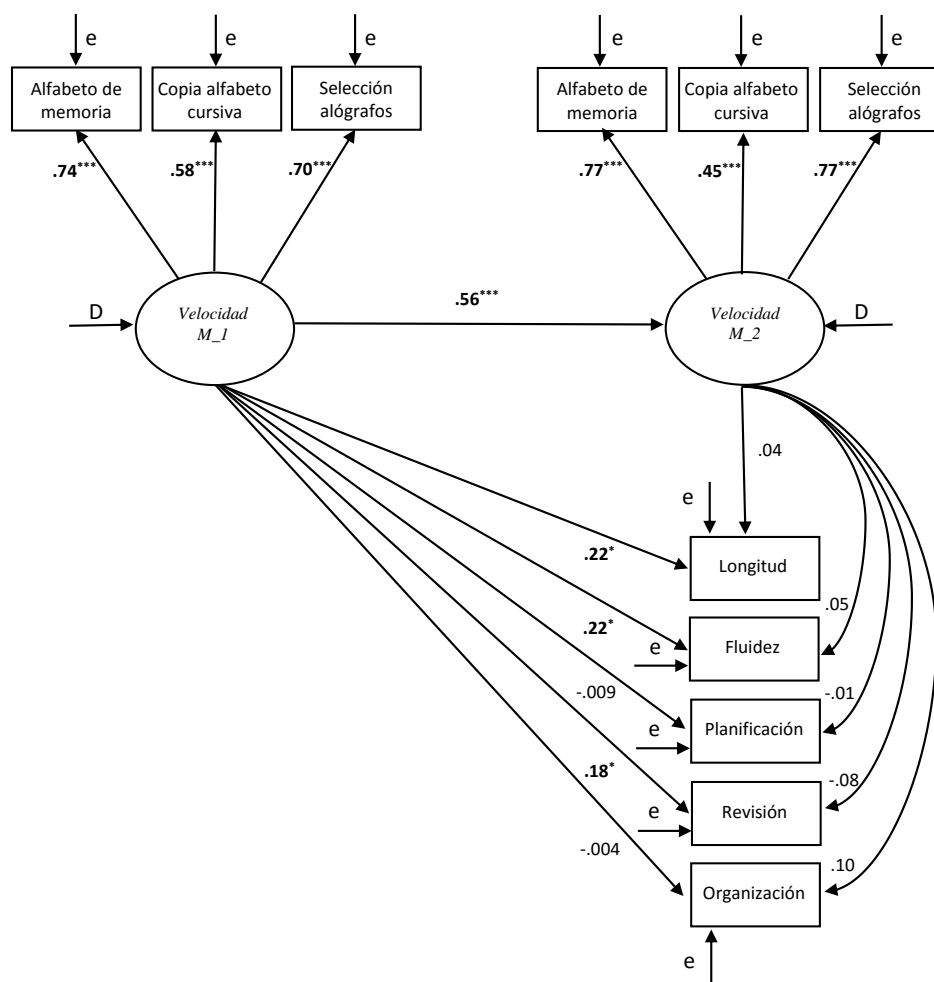 e
e
e
e
e
e
Alfabeto de
memoria
Copia alfabeto
cursiva
Selección
alógrafos
Alfabeto de
memoria
Copia alfabeto
cursiva
Selección
alógrafos
.74***
.58***
.70***
.77***
.45***
.77***
D
Velocidad
M_1
.56***
Velocidad
M_2
D
.04
e
.22*
Longitud
.05
.22*
e
Fluidez
-.009
e
Planificación
-.01
.18*
e
Revisión
-.08
-.004
Organización
.10
e